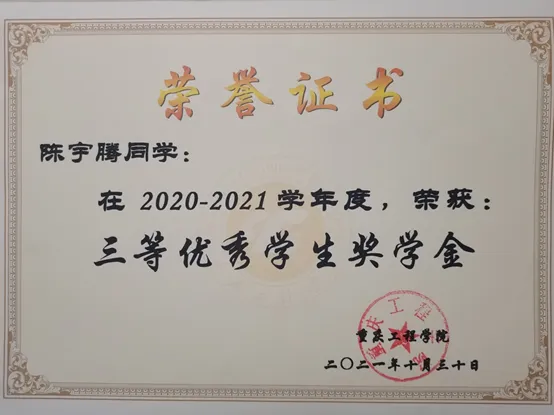 荣誉证书
陈宇腾同学：
在 2020-2021 学年度，荣获：
三等优秀学生奖学金
重庆工程学院
二〇二一年十月三十日